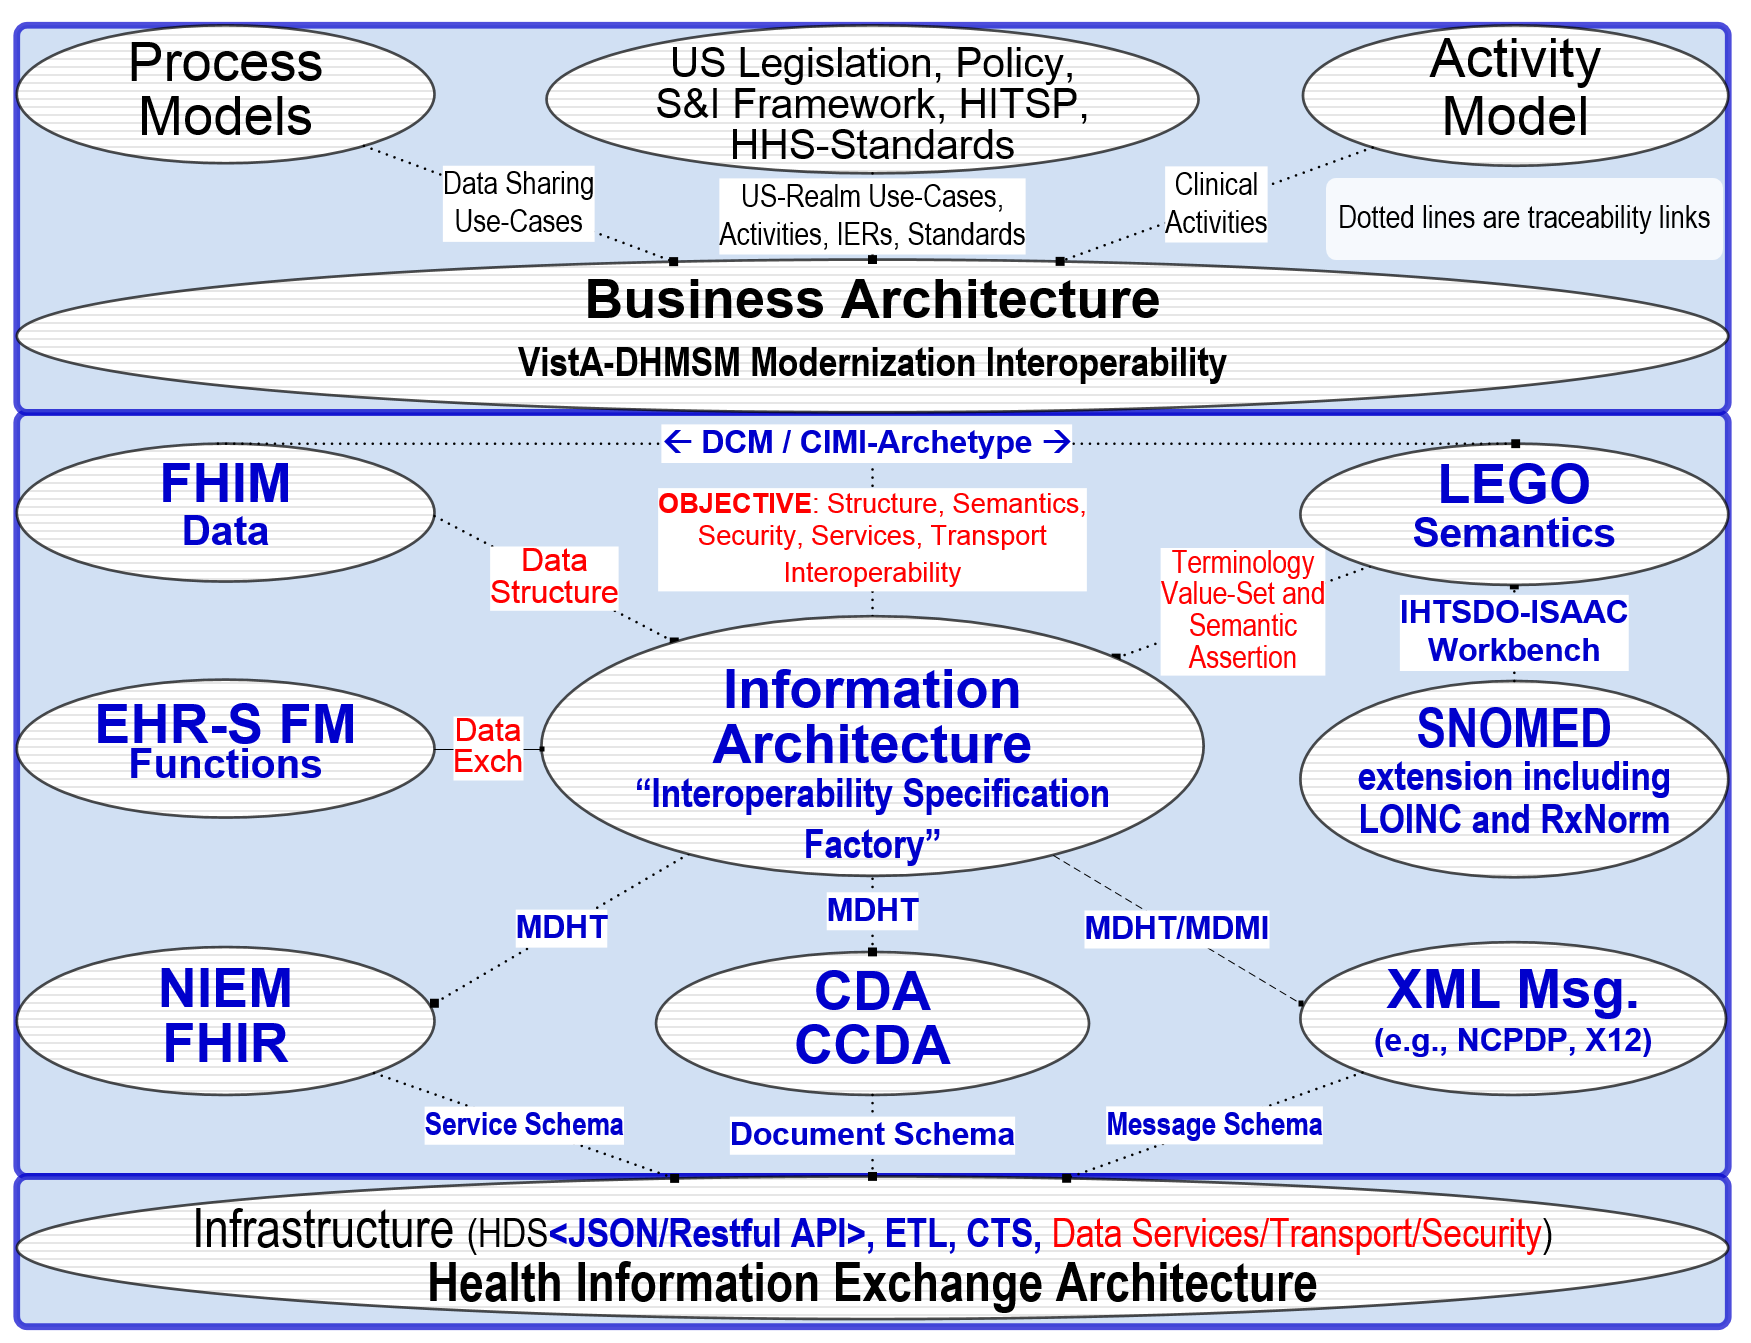 Process
Models
US Legislation, Policy,
S&I Framework, HITSP,
HHS-Standards
Activity
Model
Data Sharing
Use-Cases
US-Realm Use-Cases,
Activities, IERs, Standards
Clinical
Activities
Dotted lines are traceability links
Business Architecture
VistA-DHMSM Modernization Interoperability
← DCM / CIMI-Archetype →
FHIM
Data
OBJECTIVE: Structure, Semantics,
Security, Services, Transport
Interoperability
LEGO
Semantics
Data
Structure
Terminology
Value-Set and
Semantic
Assertion
IHTSDO-ISAAC
Workbench
EHR-S FM
Functions
Data
Exch
Information
Architecture
“Interoperability Specification
Factory”
SNOMED
extension including
LOINC and RxNorm
MDHT
MDHT
MDHT/MDMI
NIEM
FHIR
CDA
CCDA
XML Msg.
(e.g., NCPDP, X12)
Service Schema
Document Schema
Message Schema
Infrastructure (HDS<JSON/Restful API>, ETL, CTS, Data Services/Transport/Security)
Health Information Exchange Architecture